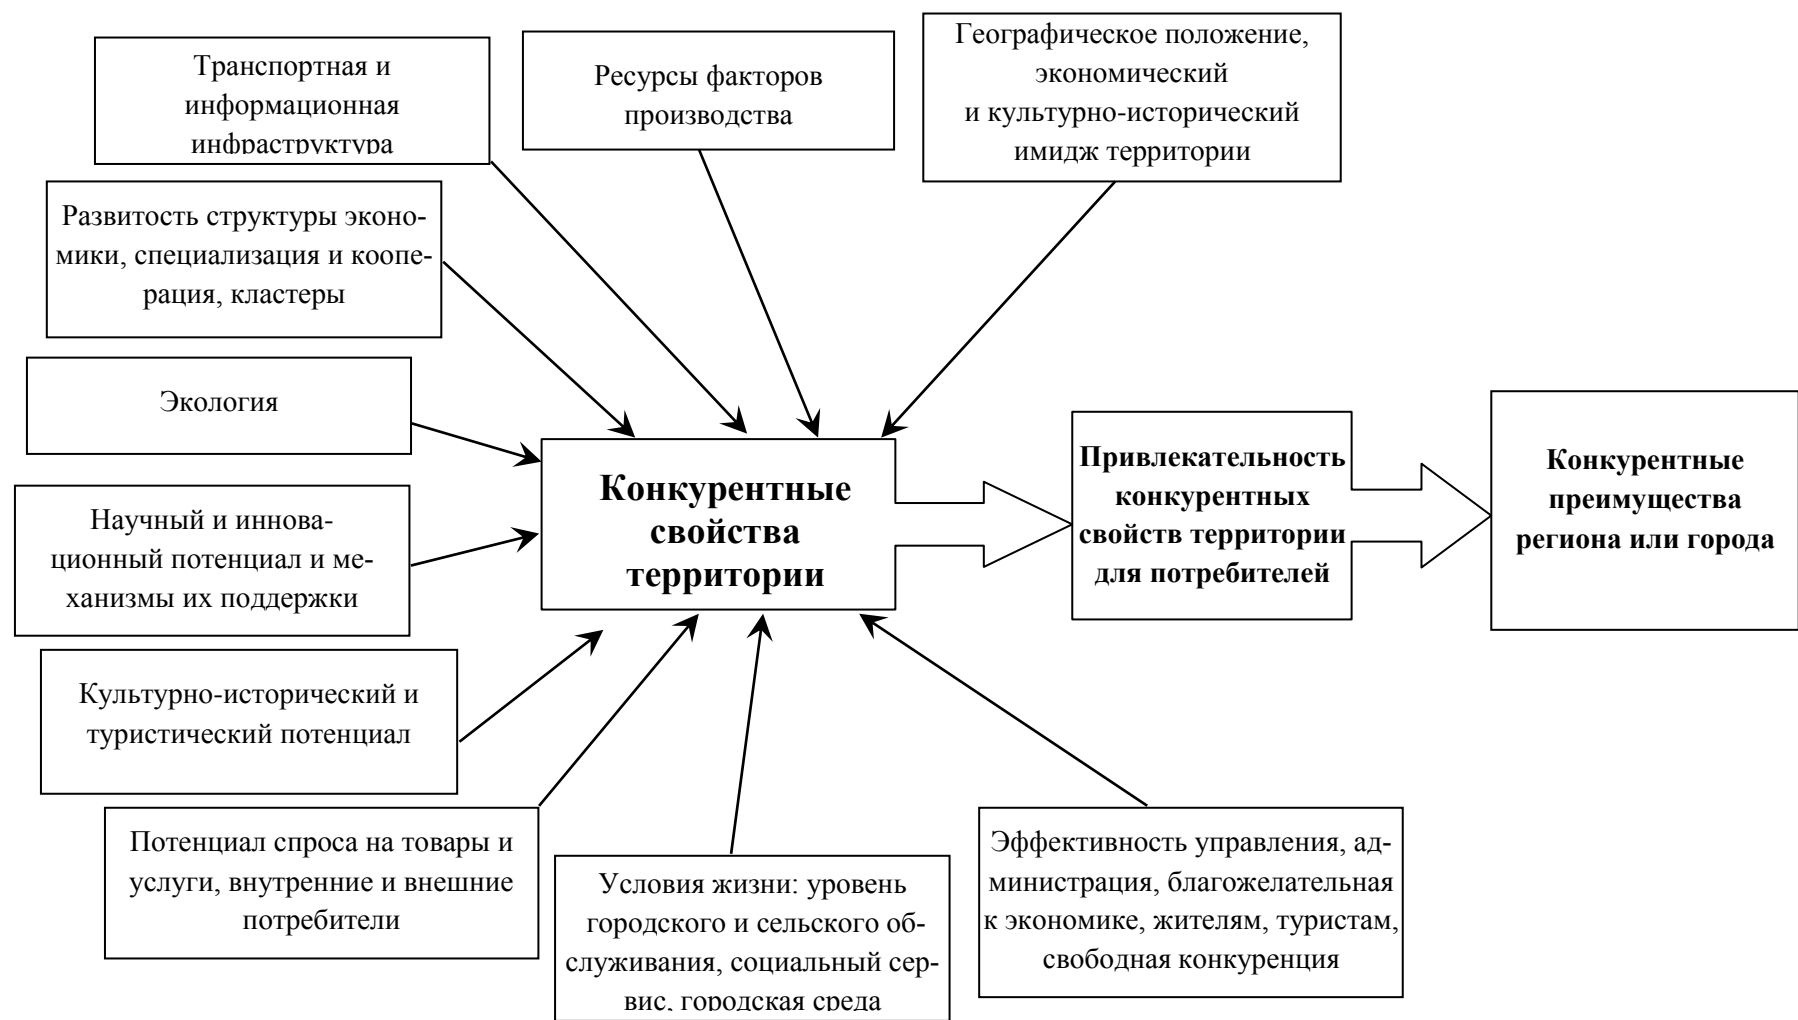 Транспортная и
информационная
инфраструктура
Ресурсы факторов
производства
Географическое положение,
экономический
и культурно-исторический
имидж территории
Развитость структуры эконо-
мики, специализация и коопе-
рация, кластеры
Экология
Научный и иннова-
ционный потенциал и ме-
ханизмы их поддержки
Культурно-исторический и
туристический потенциал
Потенциал спроса на товары и
услуги, внутренние и внешние
потребители
Условия жизни: уровень
городского и сельского об-
служивания, социальный сер-
вис, городская среда
Эффективность управления, ад-
министрация, благожелательная
к экономике, жителям, туристам,
свободная конкуренция
Конкурентные
свойства
территории
Привлекательность
конкурентных
свойств территории
для потребителей
Конкурентные
преимущества
региона или города